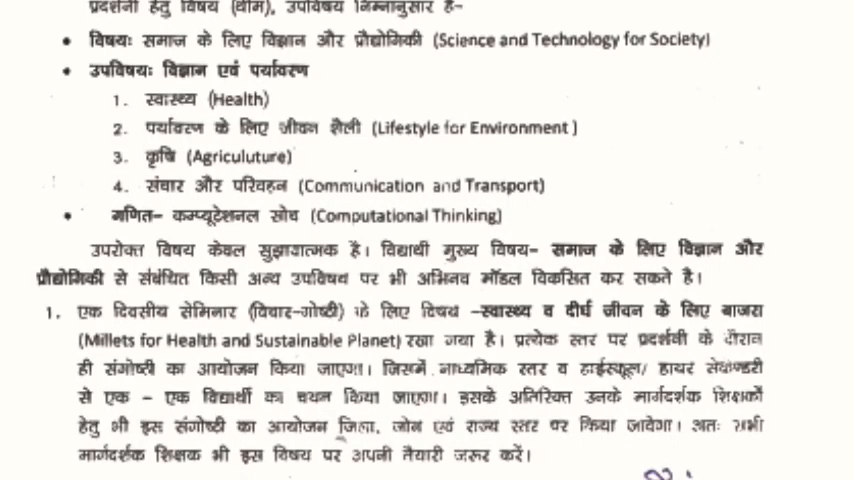 प्रदर्शनी हेतु विषय (थीम), उपविषय निम्नानुसार है-
• विषयः समाज के लिए विज्ञान और प्रौद्योगिकी (Science and Technology for Society)
• उपविषयः विज्ञान एवं पर्यावरण
1. स्वास्थ्य (Health)
2. पर्यावरण के लिए जीवन शैली (Lifestyle for Environment )
3. कृषि (Agriculuture)
4. संचार और परिवहन (Communication and Transport)
• गणित- कम्प्यूटेशनल सोच (Computational Thinking)
उपरोक्त विषय केवल सुझावात्मक है। विद्यार्थी मुख्य विषय- समाज के लिए विज्ञान और
प्रौद्योगिकी से संबंधित किसी अन्य उपविषय पर भी अभिनव मॉडल विकसित कर सकते है।
1. एक दिवसीय सेमिनार (विचार-गोष्ठी) के लिए विषय -स्वास्थ्य व दीर्घ जीवन के लिए बाजरा
(Millets for Health and Sustainable Planet) रखा गया है। प्रत्येक स्तर पर प्रदर्शनी के दौरान
ही संगोष्ठी का आयोजन किया जाएगा। जिसमें माध्यमिक स्तर व हाईस्कूल/ हायर सेकण्डरी
से एक - एक विद्यार्थी का चयन किया जाएगा। इसके अतिरिक्त उनके मार्गदर्शक शिक्षकों
हेतु भी इस संगोष्ठी का आयोजन जिला, जोन एवं राज्य स्तर पर किया जावेगा। अतः सभी
मार्गदर्शक शिक्षक भी इस विषय पर अपनी तैयारी जरूर करें।